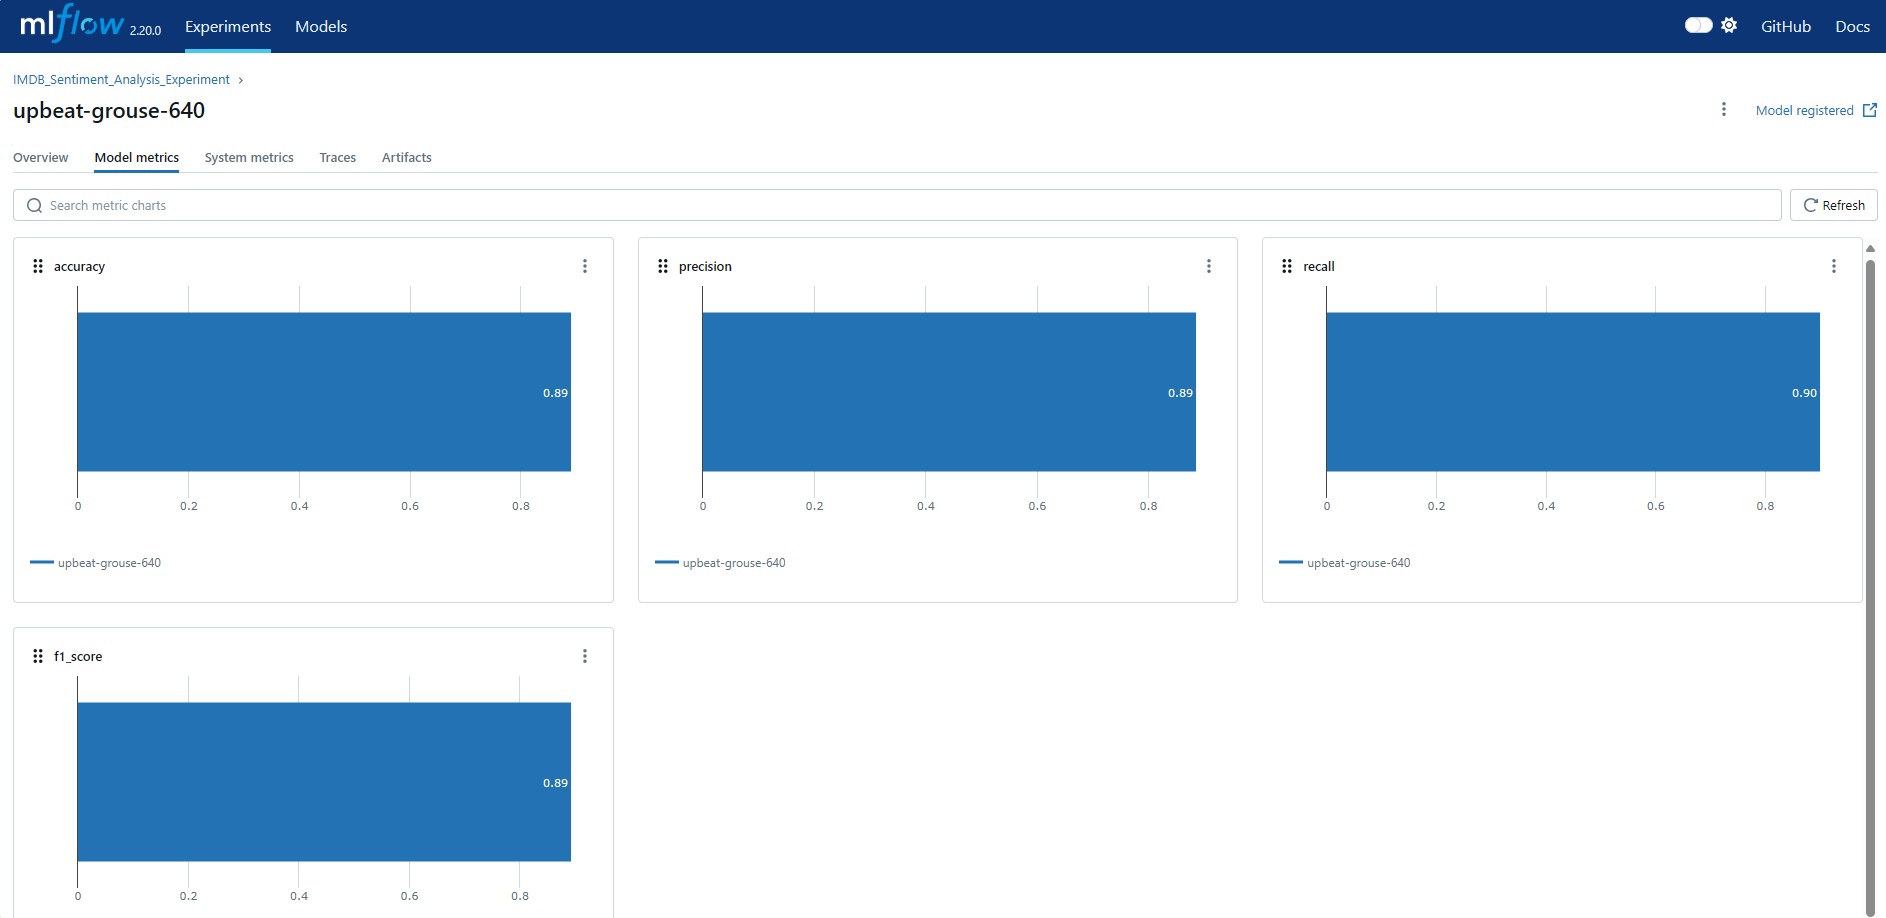 mlflow 2.20.0 Experiments Models GitHub Docs
IMDB_Sentiment_Analysis_Experiment ›
upbeat-grouse-640
Model registered
Overview Model metrics System metrics Traces Artifacts
Search metric charts
Refresh
accuracy
0.89
0 0.2 0.4 0.6 0.8
upbeat-grouse-640
precision
0.89
0 0.2 0.4 0.6 0.8
upbeat-grouse-640
recall
0.90
0 0.2 0.4 0.6 0.8
upbeat-grouse-640
f1_score
0.89
0 0.2 0.4 0.6 0.8